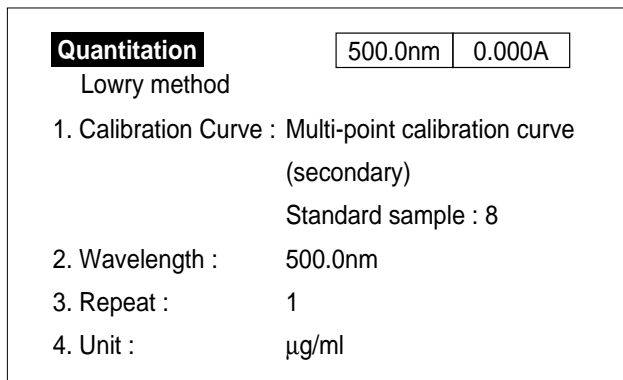 Quantitation 500.0nm 0.000A
Lowry method
1. Calibration Curve : Multi-point calibration curve
(secondary)
Standard sample : 8
2. Wavelength : 500.0nm
3. Repeat : 1
4. Unit : μg/ml